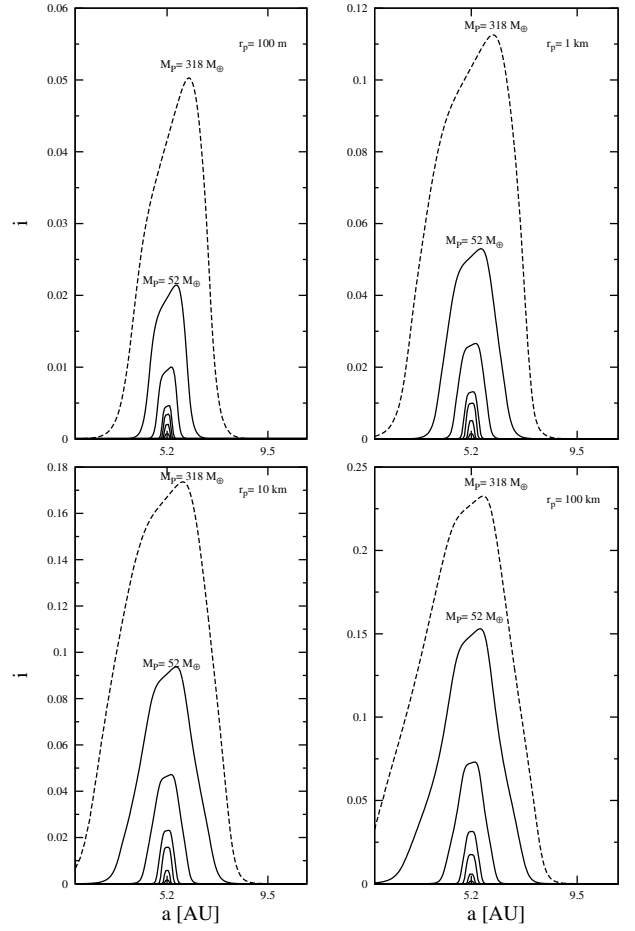 0.06
0.05
0.04
0.03
0.02
0.01
0
i
r_p= 100 m
M_P= 318 M_⊕
M_P= 52 M_⊕
5.2
9.5
0.12
0.1
0.08
0.06
0.04
0.02
0
r_p= 1 km
M_P= 318 M_⊕
M_P= 52 M_⊕
5.2
9.5
0.18
0.16
0.14
0.12
0.1
0.08
0.06
0.04
0.02
0
i
r_p= 10 km
M_P= 318 M_⊕
M_P= 52 M_⊕
5.2
9.5
a [AU]
0.25
0.2
0.15
0.1
0.05
0
r_p= 100 km
M_P= 318 M_⊕
M_P= 52 M_⊕
5.2
9.5
a [AU]